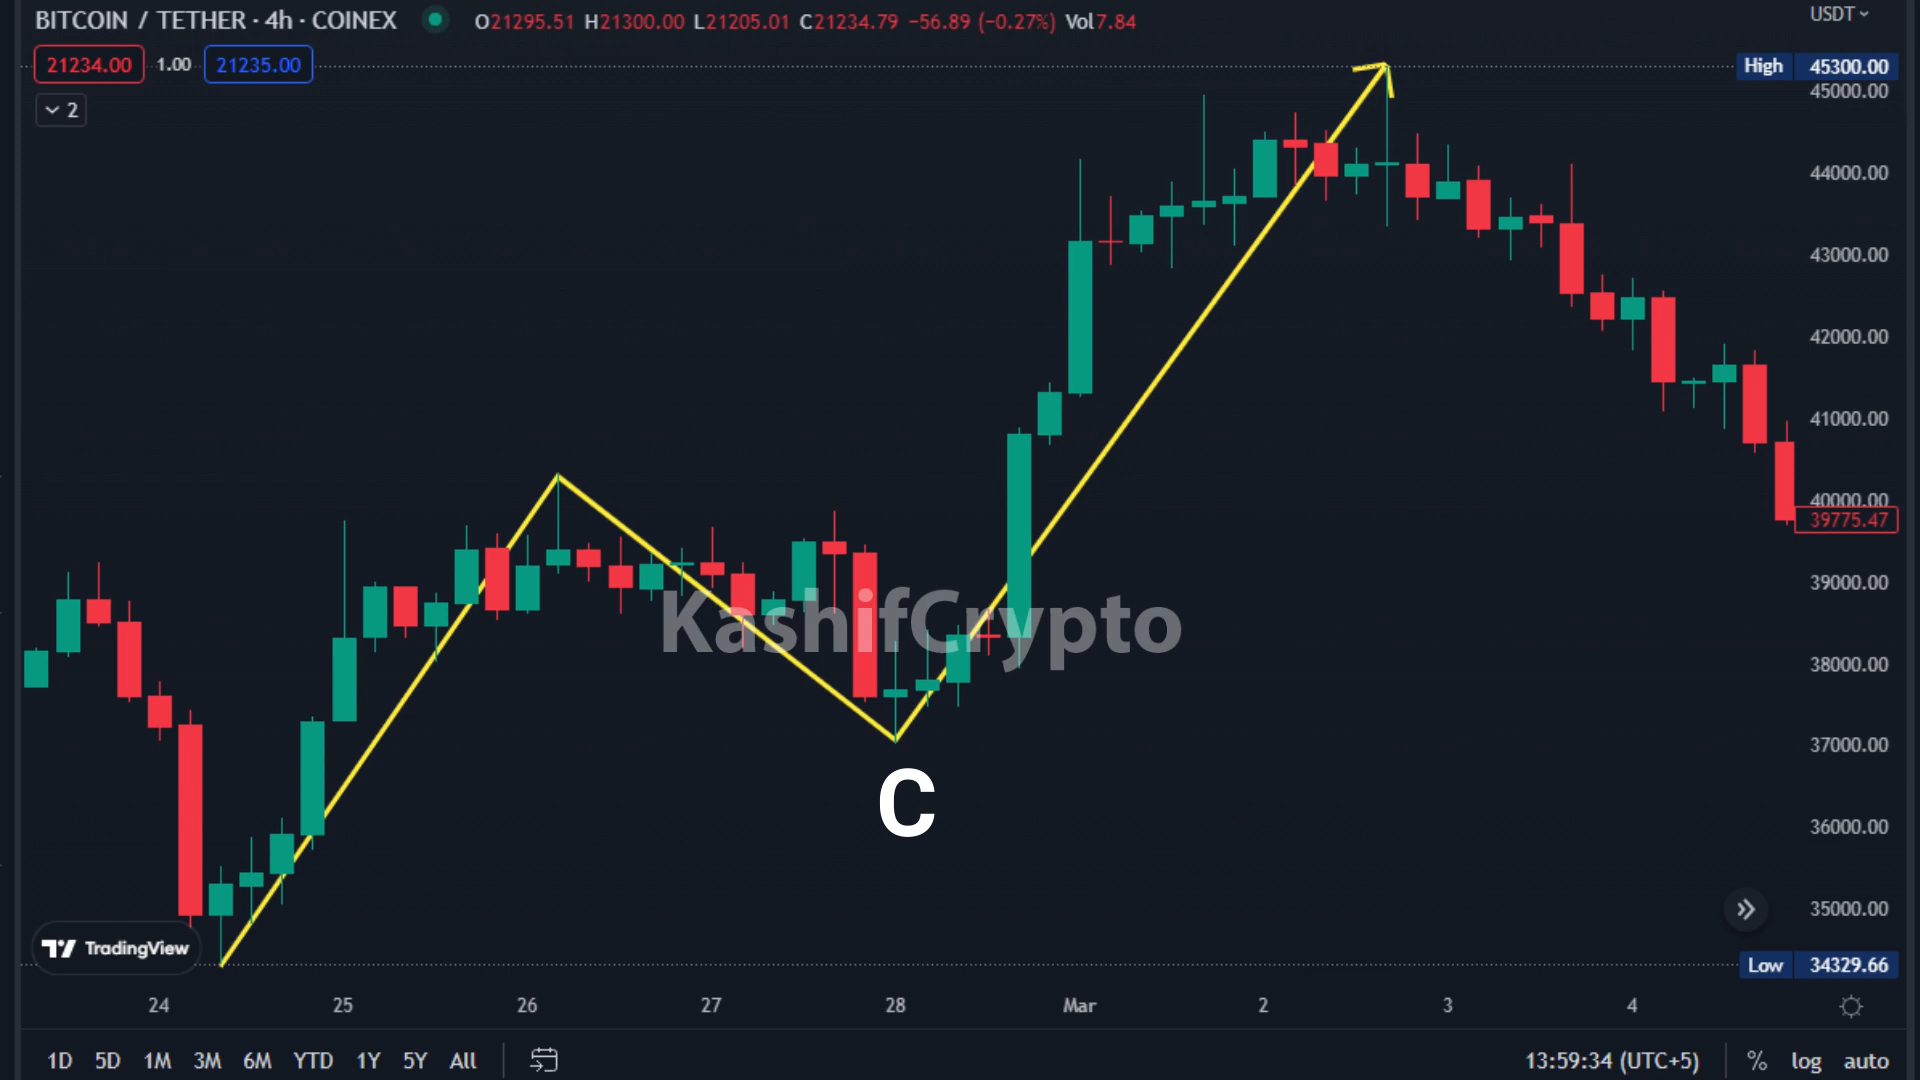 BITCOIN / TETHER · 4h · COINEX O21295.51 H21300.00 L21205.01 C21234.79 −56.89 (−0.27%) Vol7.84
USDT
21234.00 1.00 21235.00
High 45300.00
2
45000.00
44000.00
43000.00
42000.00
41000.00
40000.00
39775.47
39000.00
KashifCrypto
38000.00
37000.00
C
36000.00
35000.00
TradingView
Low 34329.66
24 25 26 27 28 Mar 2 3 4
1D 5D 1M 3M 6M YTD 1Y 5Y All 13:59:34 (UTC+5) % log auto